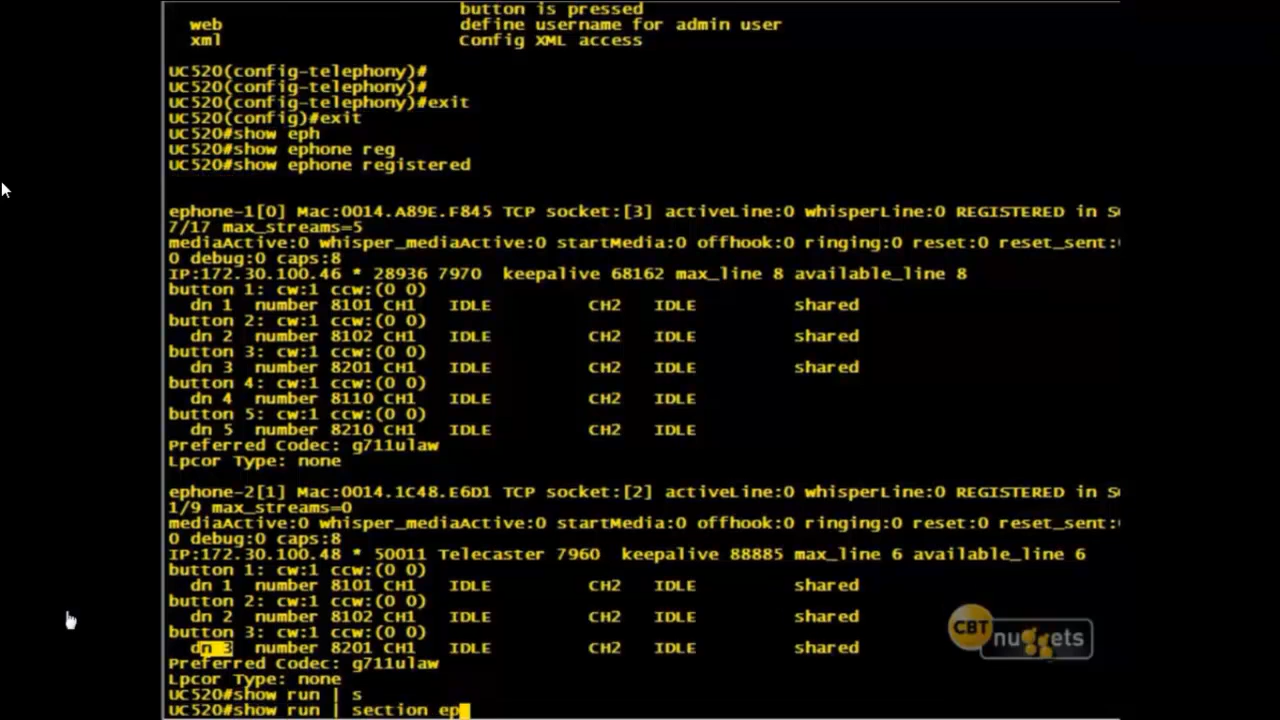 button is pressed
web define username for admin user
xml Config XML access
UC520(config-telephony)#
UC520(config-telephony)#
UC520(config-telephony)#exit
UC520(config)#exit
UC520#show eph
UC520#show ephone reg
UC520#show ephone registered
ephone-1[0] Mac:0014.A89E.F845 TCP socket:[3] activeLine:0 whisperLine:0 REGISTERED in
7/17 max_streams=5
mediaActive:0 whisper_mediaActive:0 startMedia:0 offhook:0 ringing:0 reset:0 reset_sent:
0 debug:0 caps:8
IP:172.30.100.46 * 28936 7970 keepalive 68162 max_line 8 available_line 8
button 1: cw:1 ccw:(0 0)
dn 1 number 8101 CH1 IDLE CH2 IDLE shared
button 2: cw:1 ccw:(0 0)
dn 2 number 8102 CH1 IDLE CH2 IDLE shared
button 3: cw:1 ccw:(0 0)
dn 3 number 8201 CH1 IDLE CH2 IDLE shared
button 4: cw:1 ccw:(0 0)
dn 4 number 8110 CH1 IDLE CH2 IDLE
button 5: cw:1 ccw:(0 0)
dn 5 number 8210 CH1 IDLE CH2 IDLE
Preferred Codec: g711ulaw
Lpcor Type: none
ephone-2[1] Mac:0014.1C48.E6D1 TCP socket:[2] activeLine:0 whisperLine:0 REGISTERED in
1/9 max_streams=0
mediaActive:0 whisper_mediaActive:0 startMedia:0 offhook:0 ringing:0 reset:0 reset_sent:
0 debug:0 caps:8
IP:172.30.100.48 * 50011 Telecaster 7960 keepalive 88885 max_line 6 available_line 6
button 1: cw:1 ccw:(0 0)
dn 1 number 8101 CH1 IDLE CH2 IDLE shared
button 2: cw:1 ccw:(0 0)
dn 2 number 8102 CH1 IDLE CH2 IDLE shared
button 3: cw:1 ccw:(0 0)
dn 3 number 8201 CH1 IDLE CH2 IDLE shared
Preferred Codec: g711ulaw
Lpcor Type: none
UC520#show run | s
UC520#show run | section ep
CBT nuggets